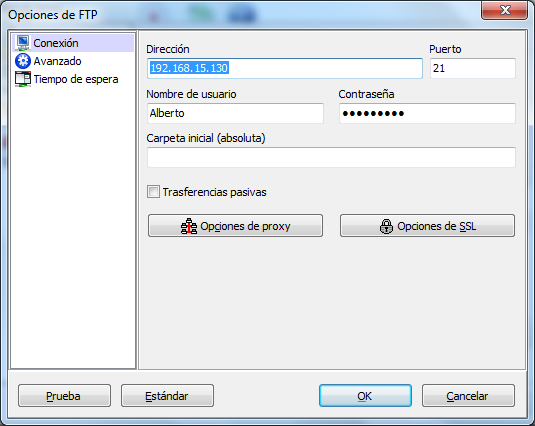 Opciones de FTP
Conexión
Avanzado
Tiempo de espera
Dirección
Puerto
192.168.15.130
21
Nombre de usuario
Contraseña
Alberto
●●●●●●●●●
Carpeta inicial (absoluta)
Trasferencias pasivas
Opciones de proxy
Opciones de SSL
Prueba
Estándar
OK
Cancelar